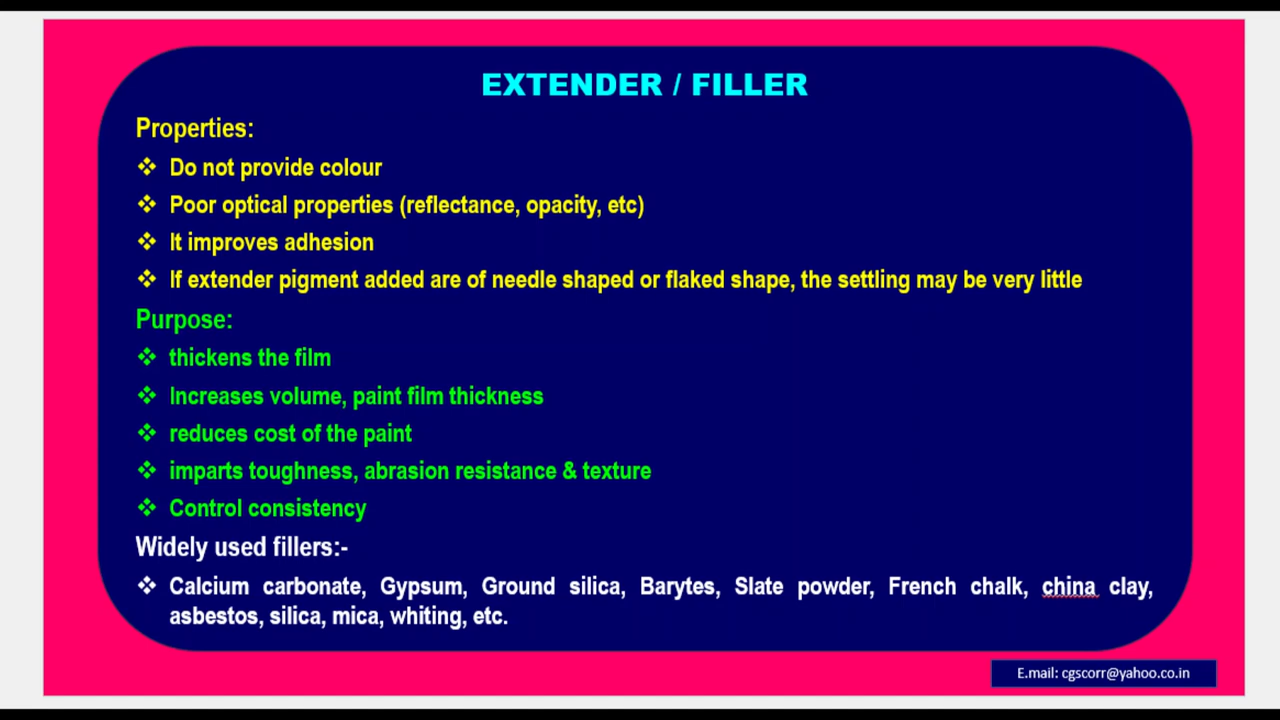 EXTENDER / FILLER
Properties:
❖ Do not provide colour
❖ Poor optical properties (reflectance, opacity, etc)
❖ It improves adhesion
❖ If extender pigment added are of needle shaped or flaked shape, the settling may be very little
Purpose:
❖ thickens the film
❖ Increases volume, paint film thickness
❖ reduces cost of the paint
❖ imparts toughness, abrasion resistance & texture
❖ Control consistency
Widely used fillers:-
❖ Calcium carbonate, Gypsum, Ground silica, Barytes, Slate powder, French chalk, china clay,
asbestos, silica, mica, whiting, etc.
E.mail: cgscorr@yahoo.co.in